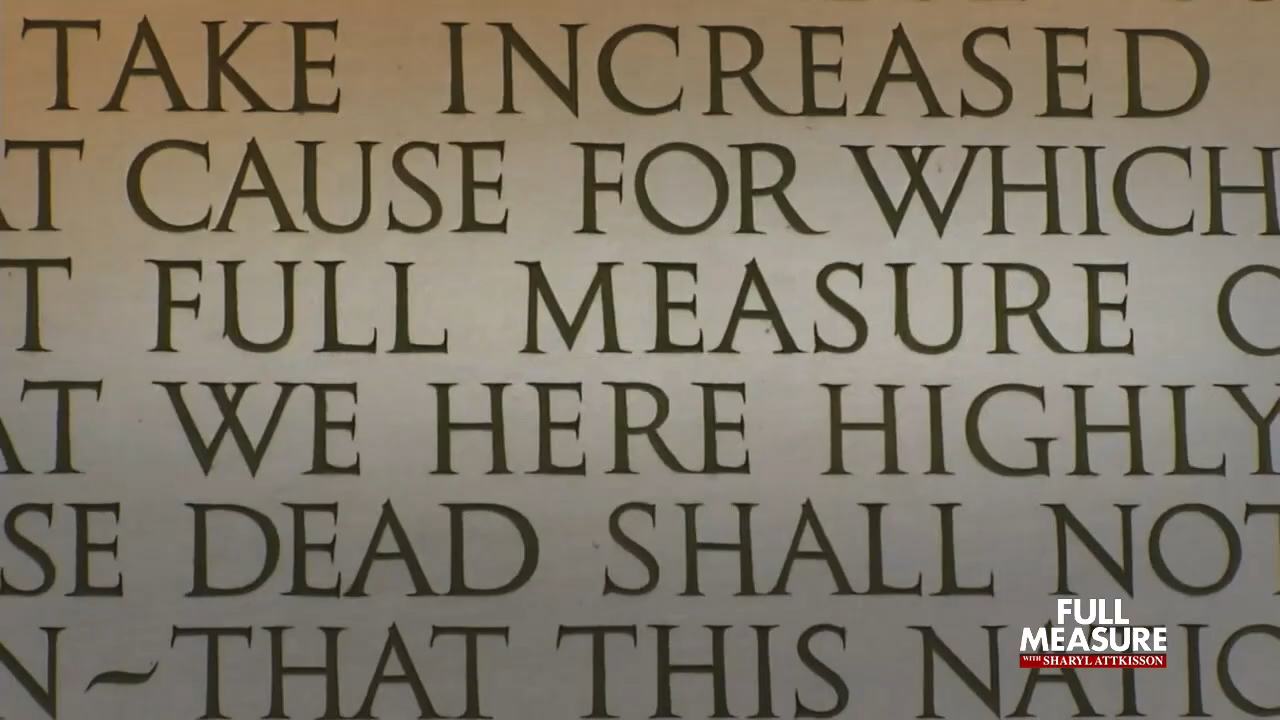 TAKE INCREASED
AT CAUSE FOR WHICH
T FULL MEASURE O
AT WE HERE HIGHLY
SE DEAD SHALL NOT
N~THAT THIS NATIO
FULL
MEASURE
WITH SHARYL ATTKISSON